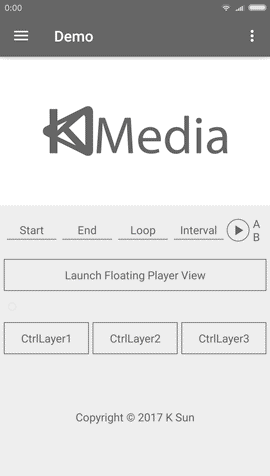 0:00
Demo
KMedia
Start End Loop Interval A
B
Launch Floating Player View
CtrlLayer1 CtrlLayer2 CtrlLayer3
Copyright © 2017 K Sun